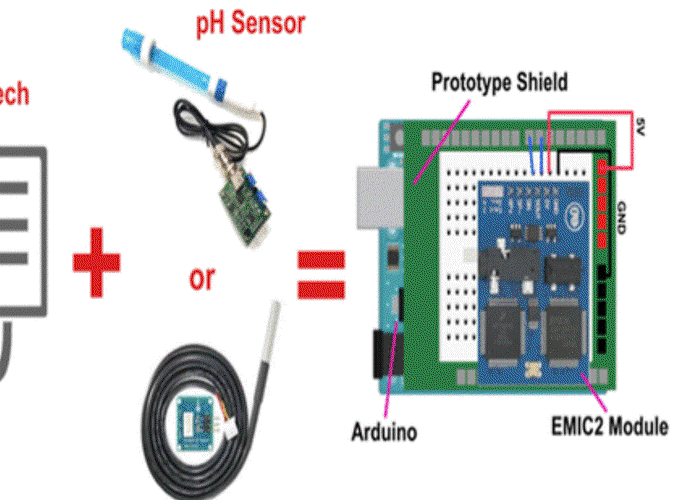 pH Sensor
Prototype Shield
ech
5V
GND
or
Arduino
EMIC2 Module